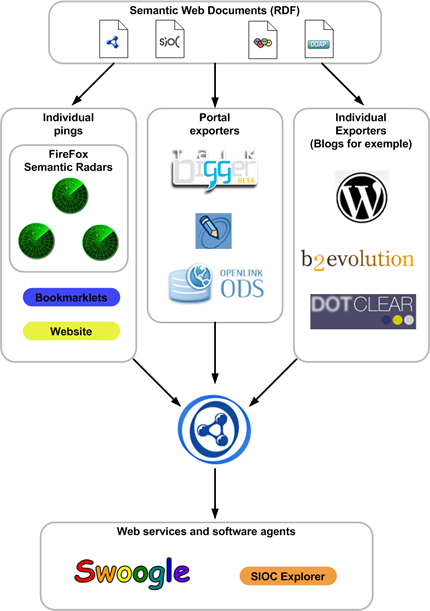 Semantic Web Documents (RDF)
SiOC
DOAP
Individual
pings
FireFox
Semantic Radars
Bookmarklets
Website
Portal
exporters
Talk
bigger
BETA
OPENLINK
ODS
Individual
Exporters
(Blogs for exemple)
W
b2evolution
DOTCLEAR
Web services and software agents
Swoogle
SIOC Explorer